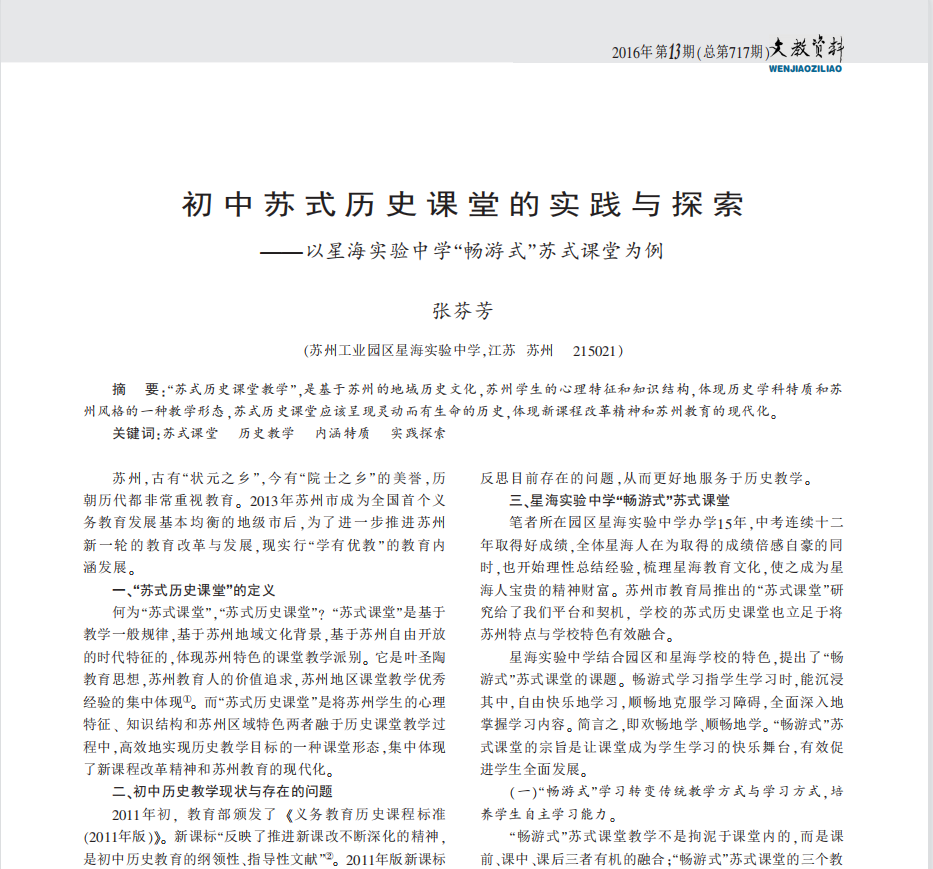 2016年第13期(总第717期)文教资料
WENJIAOZILIAO
初中苏式历史课堂的实践与探索
——以星海实验中学“畅游式”苏式课堂为例
张芬芳
(苏州工业园区星海实验中学,江苏 苏州 215021)
摘 要:“苏式历史课堂教学”,是基于苏州的地域历史文化,苏州学生的心理特征和知识结构,体现历史学科特质和苏
州风格的一种教学形态,苏式历史课堂应该呈现灵动而有生命的历史,体现新课程改革精神和苏州教育的现代化。
关键词:苏式课堂 历史教学 内涵特质 实践探索
苏州,古有“状元之乡”,今有“院士之乡”的美誉,历
朝历代都非常重视教育。2013年苏州市成为全国首个义
务教育发展基本均衡的地级市后,为了进一步推进苏州
新一轮的教育改革与发展,现实行“学有优教”的教育内
涵发展。
一、“苏式历史课堂”的定义
何为“苏式课堂”,“苏式历史课堂”?“苏式课堂”是基于
教学一般规律,基于苏州地域文化背景,基于苏州自由开放
的时代特征的,体现苏州特色的课堂教学派别。它是叶圣陶
教育思想,苏州教育人的价值追求,苏州地区课堂教学优秀
经验的集中体现①。而“苏式历史课堂”是将苏州学生的心理
特征、知识结构和苏州区域特色两者融于历史课堂教学过
程中,高效地实现历史教学目标的一种课堂形态,集中体现
了新课程改革精神和苏州教育的现代化。
二、初中历史教学现状与存在的问题
2011年初,教育部颁发了《义务教育历史课程标准
(2011年版)》。新课标“反映了推进新课改不断深化的精神,
是初中历史教育的纲领性、指导性文献”②。2011年版新课标
反思目前存在的问题,从而更好地服务于历史教学。
三、星海实验中学“畅游式”苏式课堂
笔者所在园区星海实验中学办学15年,中考连续十二
年取得好成绩,全体星海人在为取得的成绩倍感自豪的同
时,也开始理性总结经验,梳理星海教育文化,使之成为星
海人宝贵的精神财富。苏州市教育局推出的“苏式课堂”研
究给了我们平台和契机,学校的苏式历史课堂也立足于将
苏州特点与学校特色有效融合。
星海实验中学结合园区和星海学校的特色,提出了“畅
游式”苏式课堂的课题。畅游式学习指学生学习时,能沉浸
其中,自由快乐地学习,顺畅地克服学习障碍,全面深入地
掌握学习内容。简言之,即欢畅地学、顺畅地学。“畅游式”苏
式课堂的宗旨是让课堂成为学生学习的快乐舞台,有效促
进学生全面发展。
(一)“畅游式”学习转变传统教学方式与学习方式,培
养学生自主学习能力。
“畅游式”苏式课堂教学不是拘泥于课堂内的,而是课
前、课中、课后三者有机的融合;“畅游式”苏式课堂的三个教